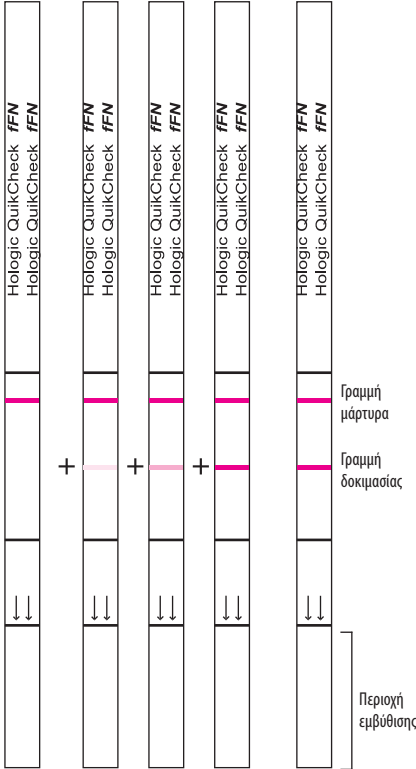 Hologic QuikCheck fFN
Hologic QuikCheck fFN
Hologic QuikCheck fFN
Hologic QuikCheck fFN
Hologic QuikCheck fFN
Hologic QuikCheck fFN
Hologic QuikCheck fFN
Hologic QuikCheck fFN
Hologic QuikCheck fFN
Hologic QuikCheck fFN
Γραμμή
μάρτυρα
+ + +
Γραμμή
δοκιμασίας
Περιοχή
εμβύθισης